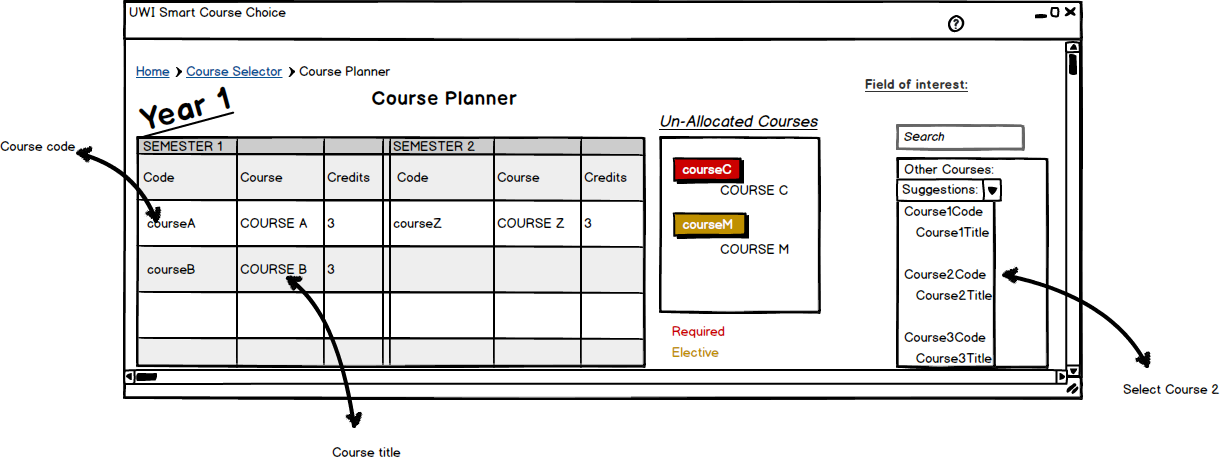 UWI Smart Course Choice
?
Home > Course Selector > Course Planner
Field of interest:
Year 1
Course Planner
Un-Allocated Courses
Search
Course code
SEMESTER 1 SEMESTER 2
Code Course Credits Code Course Credits
courseA COURSE A 3 courseZ COURSE Z 3
courseB COURSE B 3
courseC
COURSE C
courseM
COURSE M
Required
Elective
Other Courses:
Suggestions:
Course1Code
Course1Title
Course2Code
Course2Title
Course3Code
Course3Title
Select Course 2
Course title